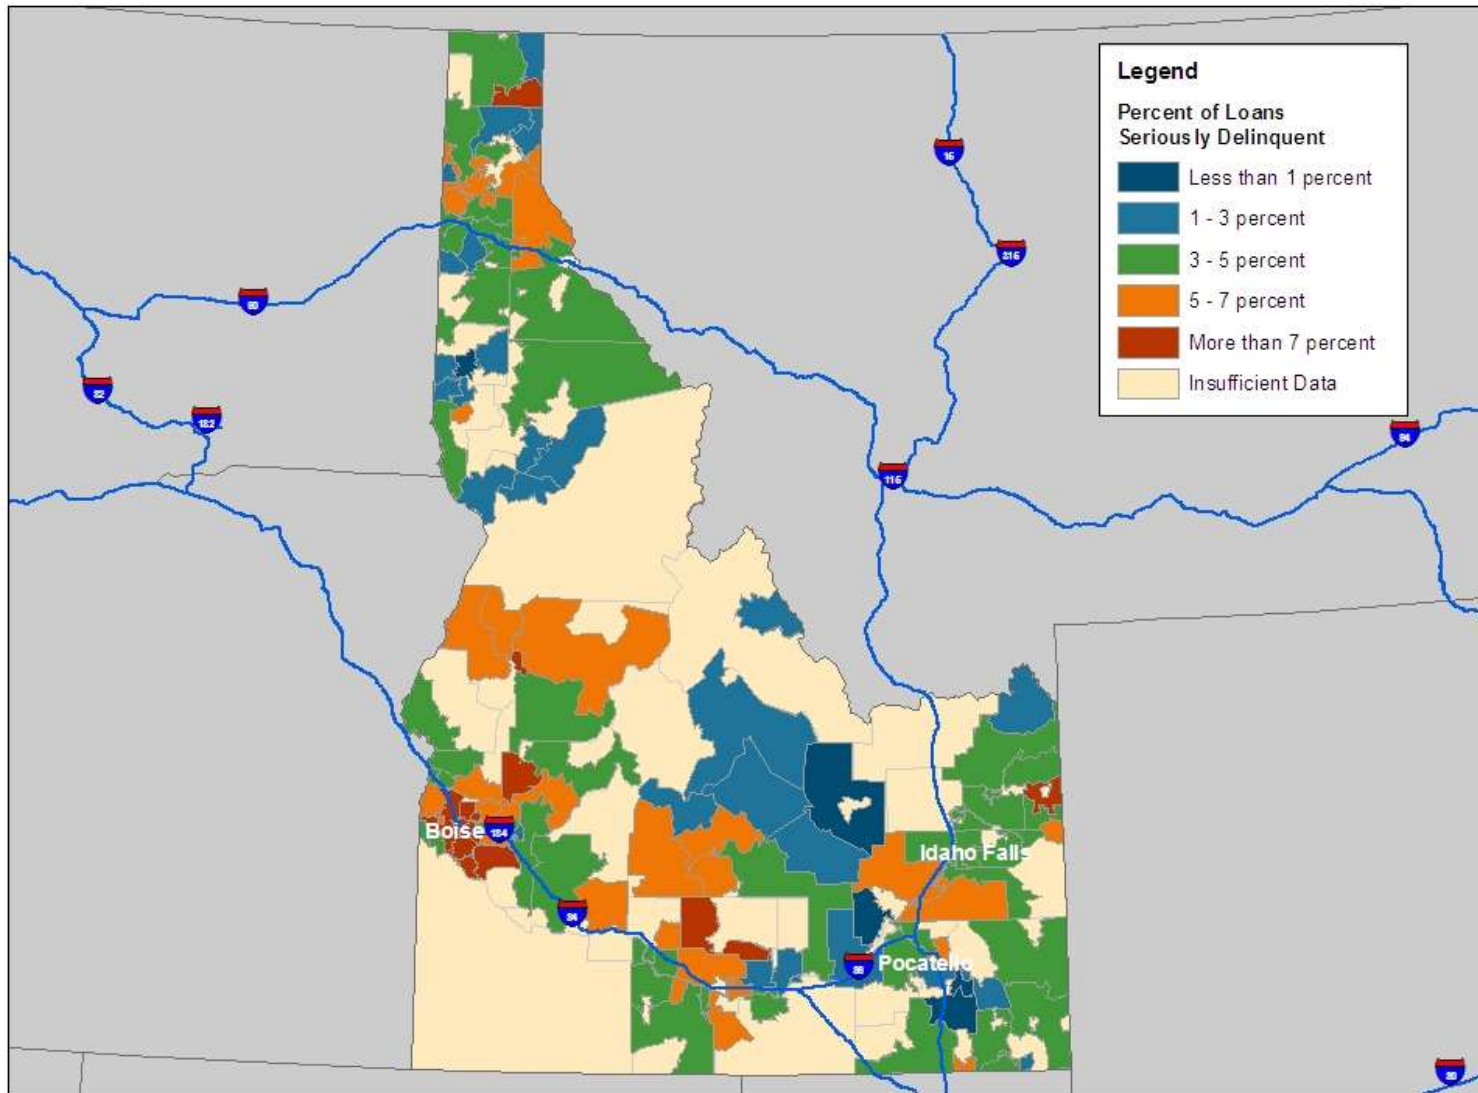 Legend
Percent of Loans
Seriously Delinquent
Less than 1 percent
1 - 3 percent
3 - 5 percent
5 - 7 percent
More than 7 percent
Insufficient Data
15
315
90
82
182
94
115
Boise
184
Idaho Falls
84
86
Pocatello
80